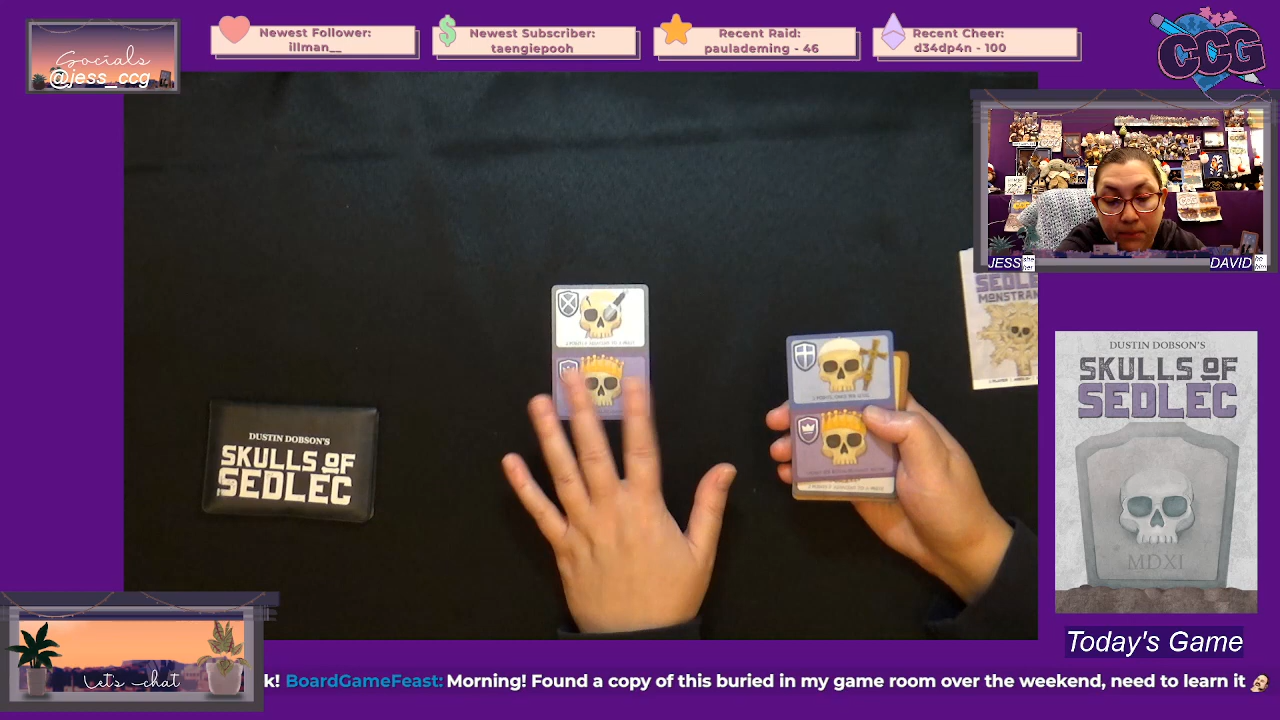 Socials
@jess_ccg
Newest Follower:
illman__
Newest Subscriber:
taengiepooh
Recent Raid:
paulademing - 46
Recent Cheer:
d34dp4n - 100
CCG
JESS
DAVID
SEDLE
MONSTRAN
DUSTIN DOBSON'S
SKULLS OF
SEDLEC
DUSTIN DOBSON'S
SKULLS OF
SEDLEC
MDXI
Today's Game
Let's chat
k! BoardGameFeast: Morning! Found a copy of this buried in my game room over the weekend, need to learn it